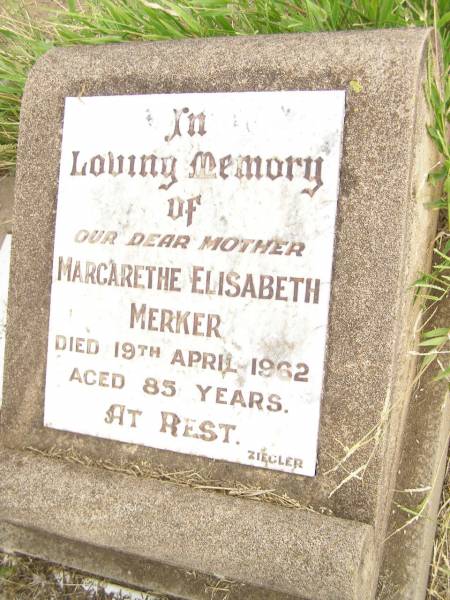 In
Loving Memory
of
OUR DEAR MOTHER
MARGARETHE ELISABETH
MERKER
DIED 19TH APRIL 1962
AGED 85 YEARS.
AT REST.
ZIEGLER